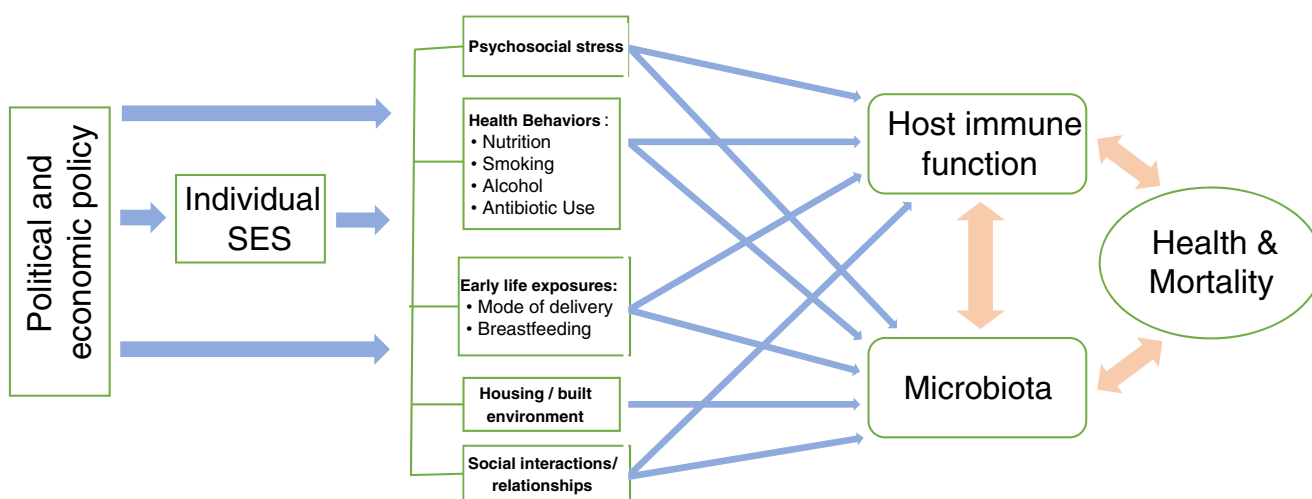 Political and
economic policy
Individual
SES
Psychosocial stress
Health Behaviors :
• Nutrition
• Smoking
• Alcohol
• Antibiotic Use
Early life exposures:
• Mode of delivery
• Breastfeeding
Housing / built
environment
Social interactions/
relationships
Host immune
function
Microbiota
Health &
Mortality